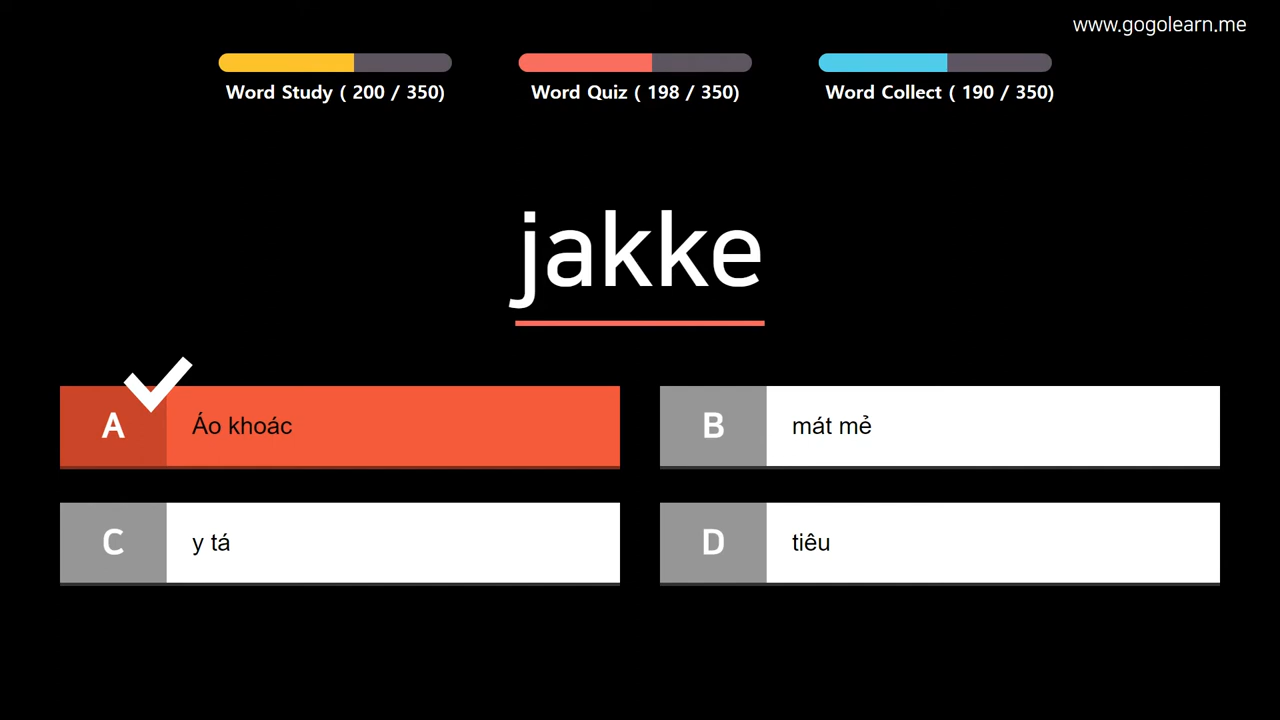 www.gogolearn.me
Word Study ( 200 / 350)
Word Quiz ( 198 / 350)
Word Collect ( 190 / 350)
jakke
A
Áo khoác
B
mát mẻ
C
y tá
D
tiêu